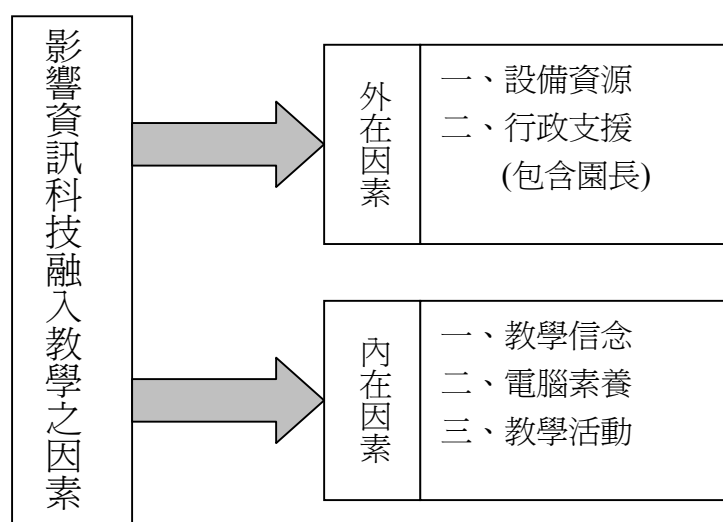 影響資訊科技融入教學之因素
外在因素
一、設備資源
二、行政支援
(包含園長)
內在因素
一、教學信念
二、電腦素養
三、教學活動